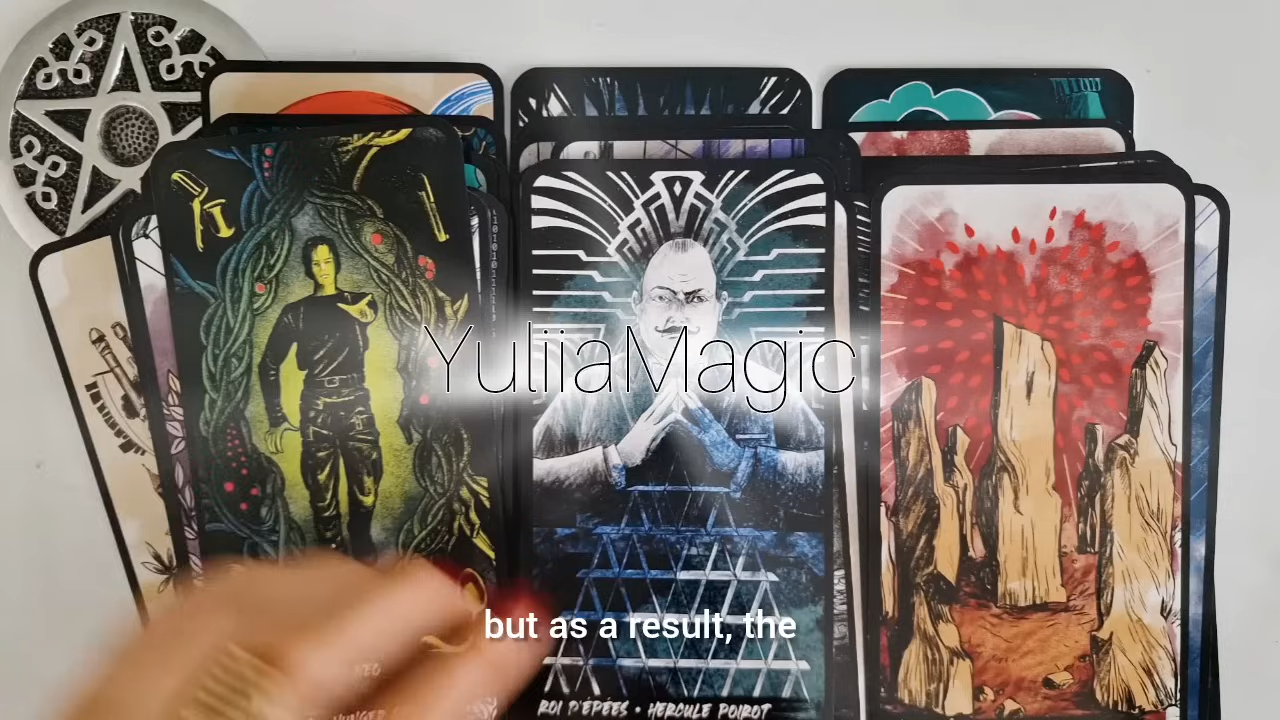 YuliiaMagic
but as a result, the
ROI D'ÉPÉES • HERCULE POIROT